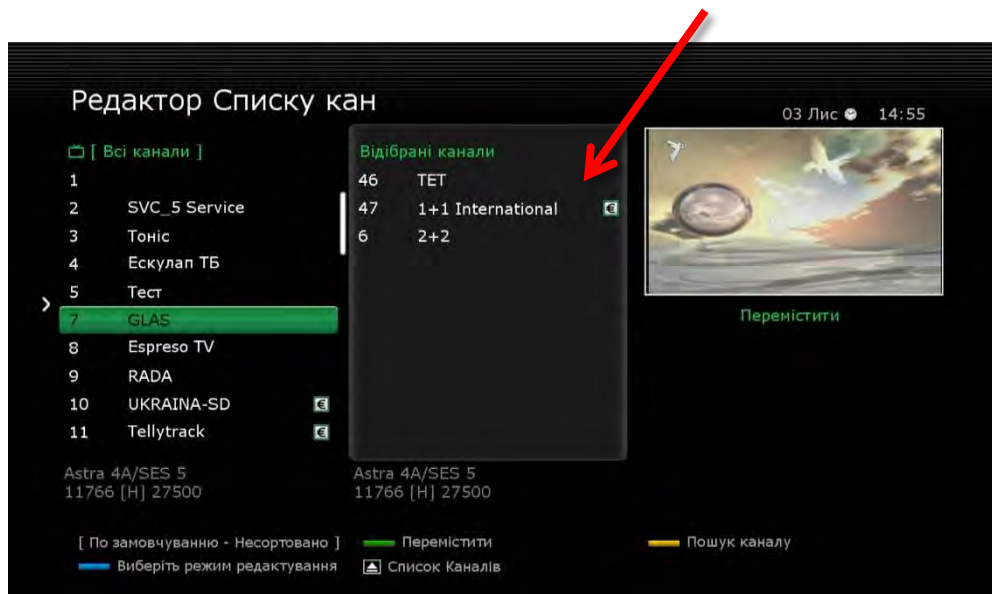 Редактор Списку кан
03 Лис 14:55
[ Всі канали ]
1
2 SVC_5 Service
3 Тоніс
4 Ескулап ТБ
5 Тест
7 GLAS
8 Espreso TV
9 RADA
10 UKRAINA-SD €
11 Tellytrack €
Astra 4A/SES 5
11766 [H] 27500
Відібрані канали
46 ТЕТ
47 1+1 International €
6 2+2
Astra 4A/SES 5
11766 [H] 27500
Перемістити
[ По замовчуванню - Несортовано ]
Перемістити
Пошук каналу
Виберіть режим редактування
Список Каналів